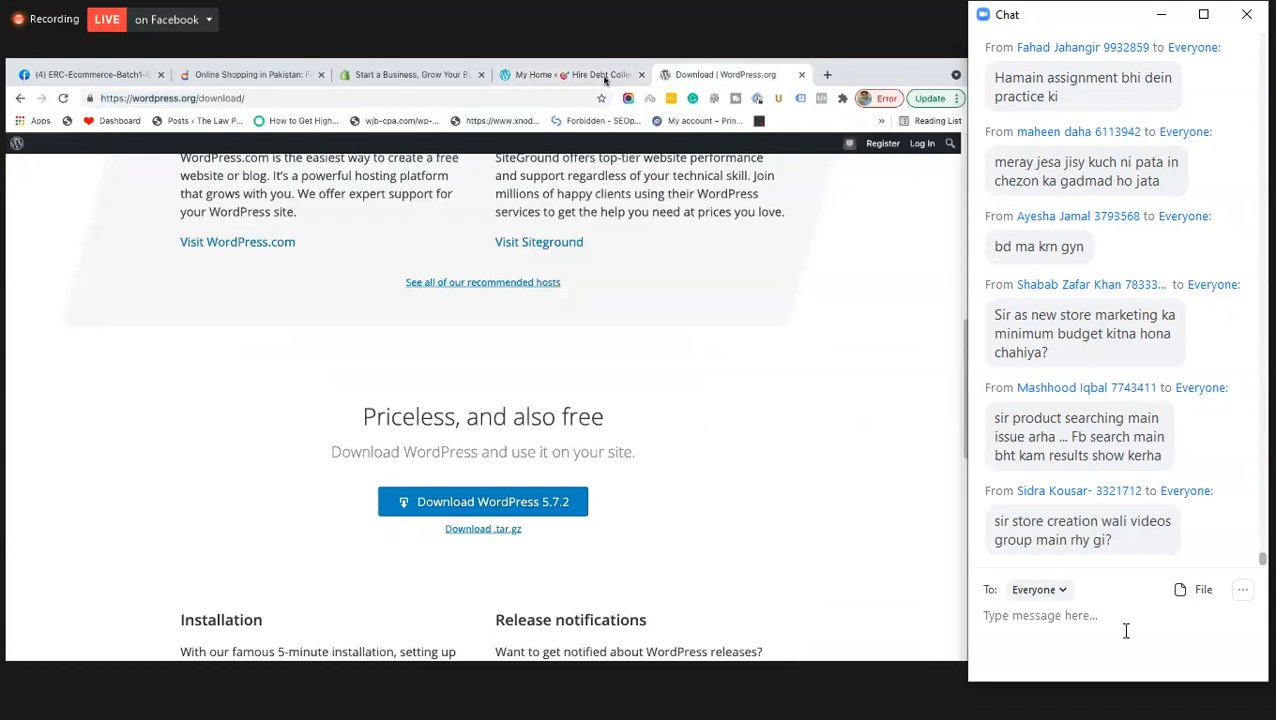 Recording
LIVE on Facebook
(4) ERC-Ecommerce-Batch1-
Online Shopping in Pakistan:
Start a Business, Grow Your B
My Home ‹ Hire Debt Colle
Download | WordPress.org
https://wordpress.org/download/
Error
Update
Apps
Dashboard
Posts ‹ The Law P...
How to Get High...
wjb-cpa.com/wp-...
https://www.xnod...
Forbidden - SEOp...
My account – Prin...
»
Reading List
Register
Log In
WordPress.com is the easiest way to create a free
website or blog. It's a powerful hosting platform
that grows with you. We offer expert support for
your WordPress site.
Visit WordPress.com
SiteGround offers top-tier website performance
and support regardless of your technical skill. Join
millions of happy clients using their WordPress
services to get the help you need at prices you love.
Visit Siteground
See all of our recommended hosts
Priceless, and also free
Download WordPress and use it on your site.
Download WordPress 5.7.2
Download .tar.gz
Installation
With our famous 5-minute installation, setting up
Release notifications
Want to get notified about WordPress releases?
Chat
From Fahad Jahangir 9932859 to Everyone:
Hamain assignment bhi dein
practice ki
From maheen daha 6113942 to Everyone:
meray jesa jisy kuch ni pata in
chezon ka gadmad ho jata
From Ayesha Jamal 3793568 to Everyone:
bd ma krn gyn
From Shabab Zafar Khan 78333... to Everyone:
Sir as new store marketing ka
minimum budget kitna hona
chahiya?
From Mashhood Iqbal 7743411 to Everyone:
sir product searching main
issue arha ... Fb search main
bht kam results show kerha
From Sidra Kousar- 3321712 to Everyone:
sir store creation wali videos
group main rhy gi?
To: Everyone
File
...
Type message here...